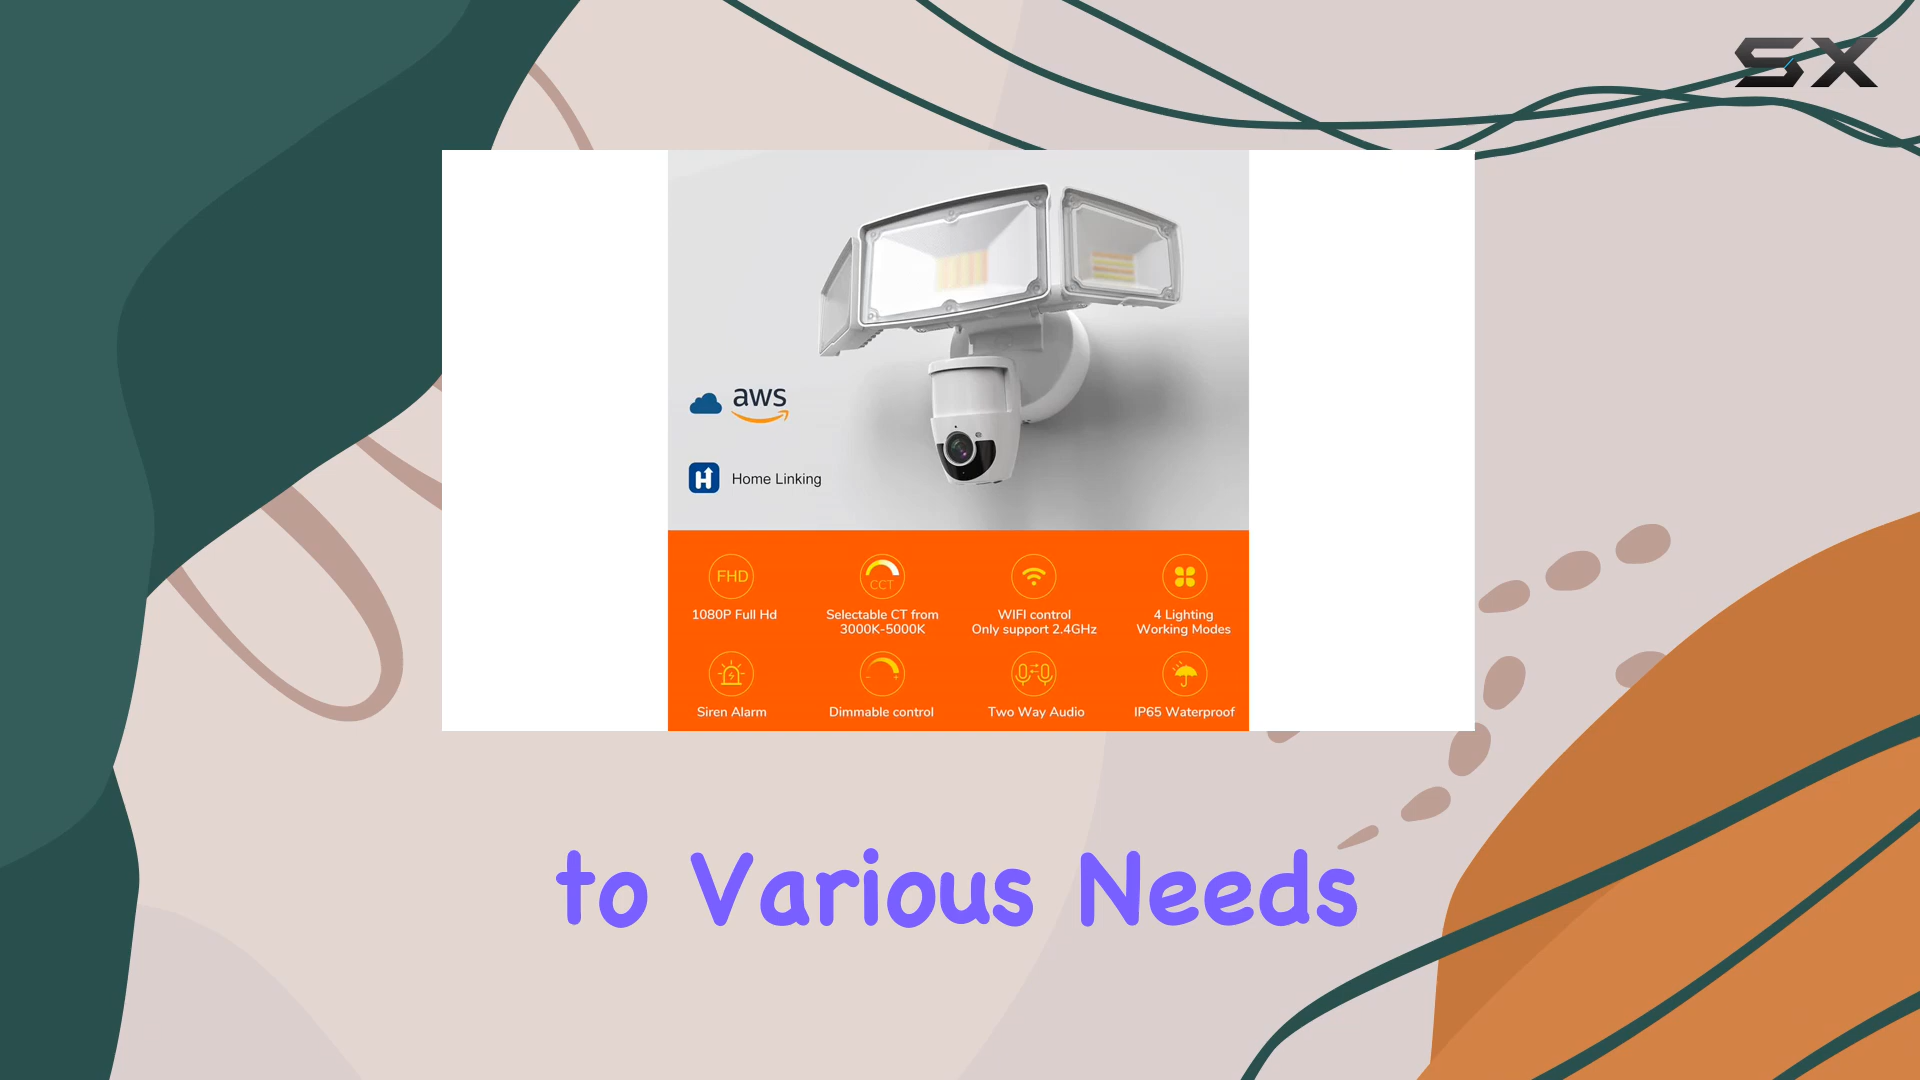 SX
aws
Home Linking
FHD
CCT
1080P Full Hd
Selectable CT from
3000K-5000K
WIFI control
Only support 2.4GHz
4 Lighting
Working Modes
Siren Alarm
Dimmable control
Two Way Audio
IP65 Waterproof
to Various Needs